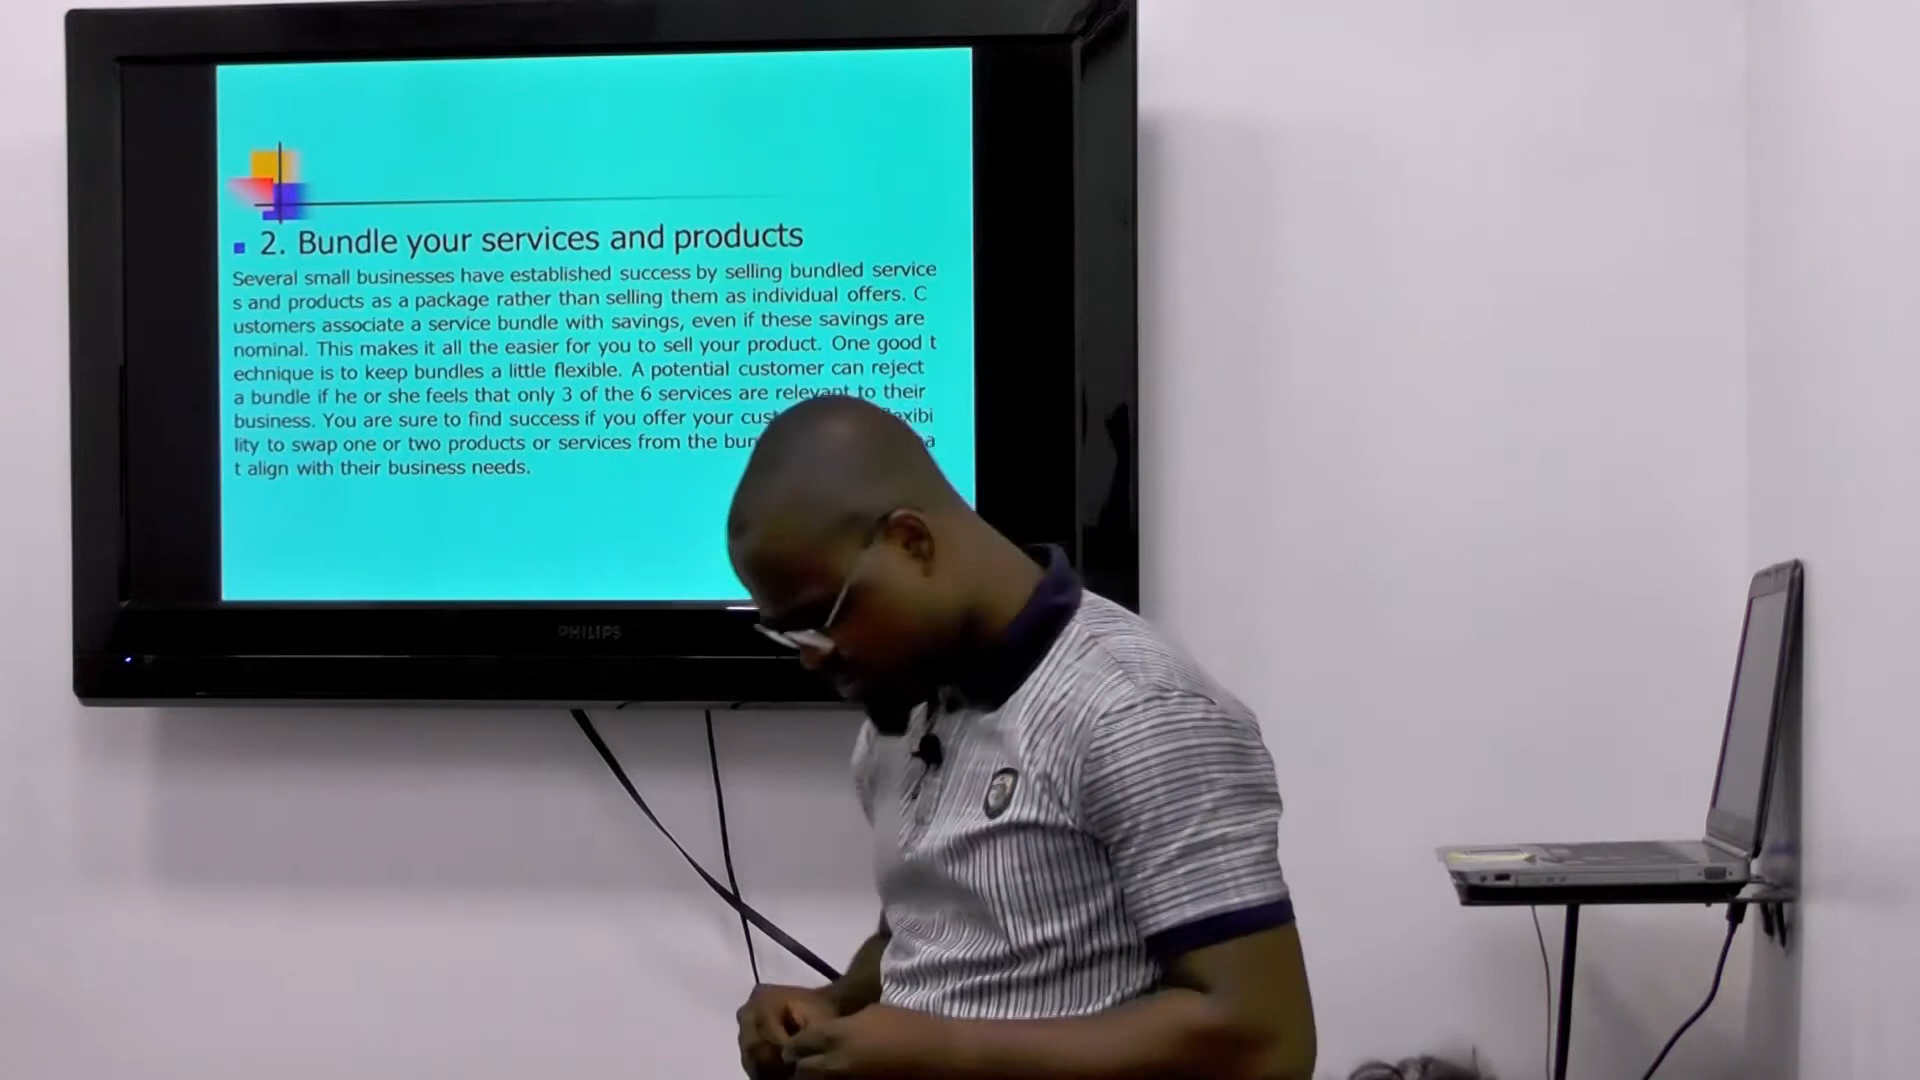 2. Bundle your services and products
Several small businesses have established success by selling bundled service
s and products as a package rather than selling them as individual offers. C
ustomers associate a service bundle with savings, even if these savings are
nominal. This makes it all the easier for you to sell your product. One good t
echnique is to keep bundles a little flexible. A potential customer can reject
a bundle if he or she feels that only 3 of the 6 services are relevant to their
business. You are sure to find success if you offer your
lity to swap one or two products or services from the
t align with their business needs.
PHILIPS